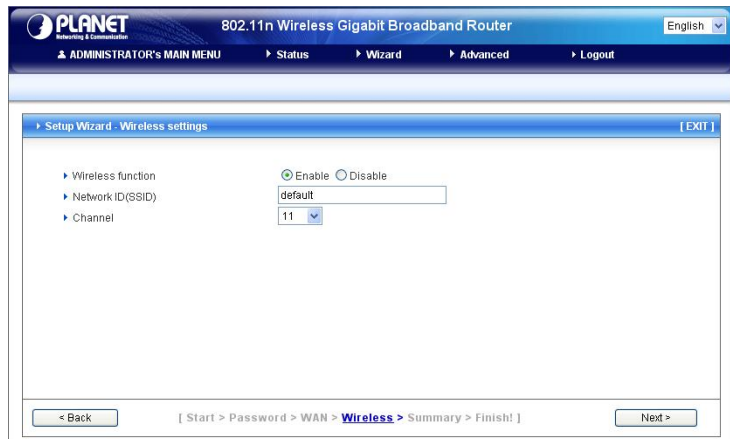 PLANET
Networking & Communication
802.11n Wireless Gigabit Broadband Router
English
ADMINISTRATOR's MAIN MENU Status Wizard Advanced Logout
Setup Wizard - Wireless settings [ EXIT ]
Wireless function Enable Disable
Network ID(SSID) default
Channel 11
< Back [ Start > Password > WAN > Wireless > Summary > Finish! ] Next >